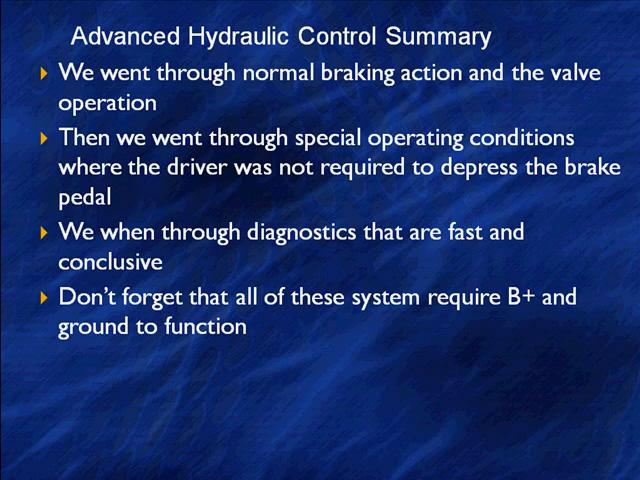 Advanced Hydraulic Control Summary
We went through normal braking action and the valve
operation
Then we went through special operating conditions
where the driver was not required to depress the brake
pedal
We when through diagnostics that are fast and
conclusive
Don't forget that all of these system require B+ and
ground to function